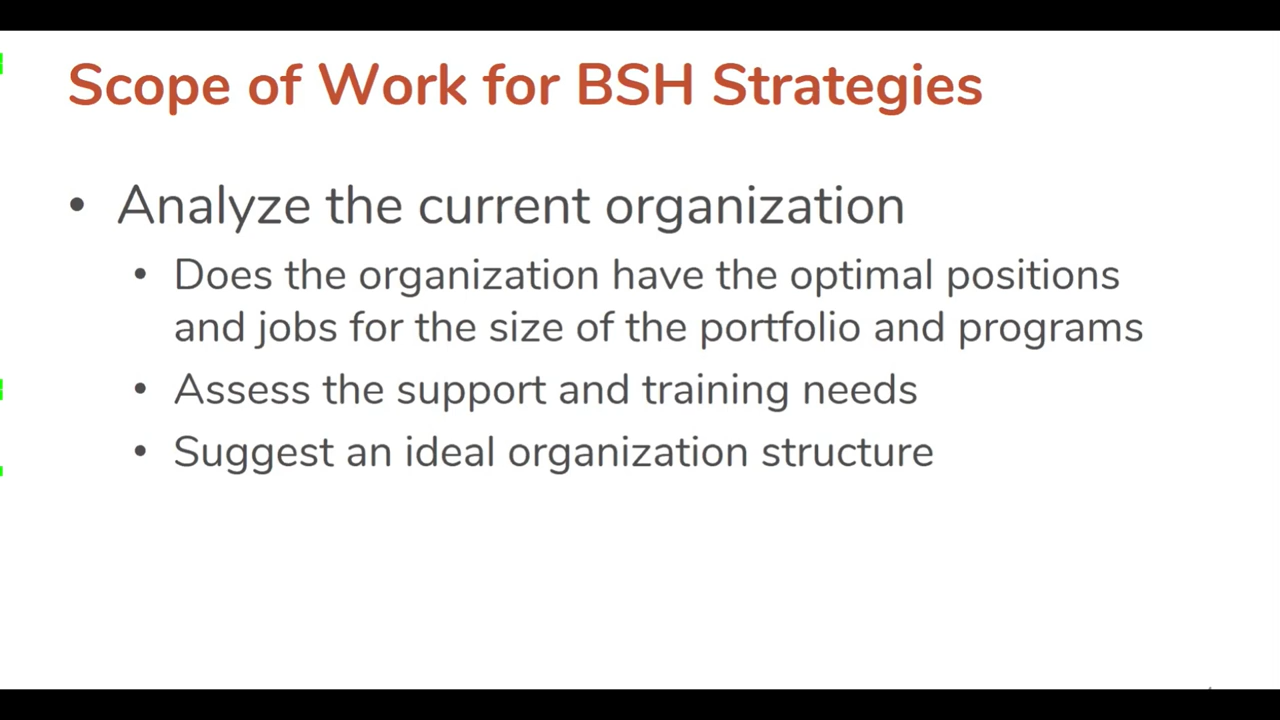 Scope of Work for BSH Strategies
• Analyze the current organization
• Does the organization have the optimal positions
and jobs for the size of the portfolio and programs
• Assess the support and training needs
• Suggest an ideal organization structure